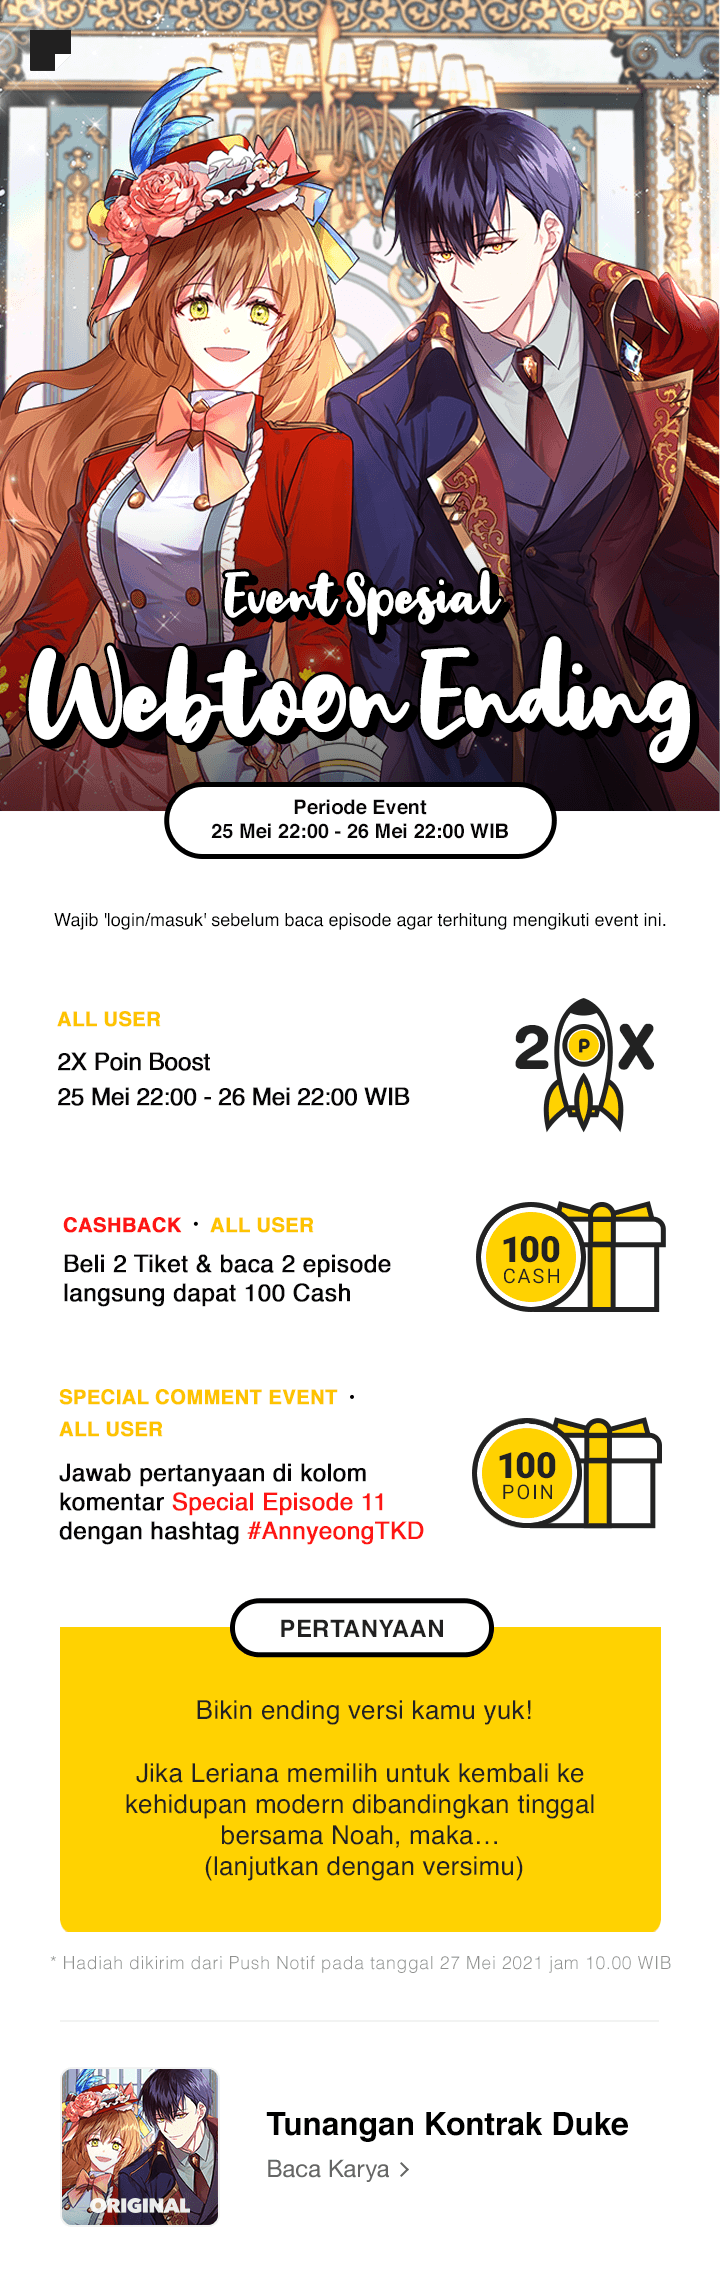 Event Spesial
Webtoon Ending
Periode Event
25 Mei 22:00 - 26 Mei 22:00 WIB
Wajib 'login/masuk' sebelum baca episode agar terhitung mengikuti event ini.
ALL USER
2X Poin Boost
25 Mei 22:00 - 26 Mei 22:00 WIB
2 P X
CASHBACK · ALL USER
Beli 2 Tiket & baca 2 episode
langsung dapat 100 Cash
100
CASH
SPECIAL COMMENT EVENT ·
ALL USER
Jawab pertanyaan di kolom
komentar Special Episode 11
dengan hashtag #AnnyeongTKD
100
POIN
PERTANYAAN
Bikin ending versi kamu yuk!
Jika Leriana memilih untuk kembali ke
kehidupan modern dibandingkan tinggal
bersama Noah, maka...
(lanjutkan dengan versimu)
* Hadiah dikirim dari Push Notif pada tanggal 27 Mei 2021 jam 10.00 WIB
ORIGINAL
Tunangan Kontrak Duke
Baca Karya >